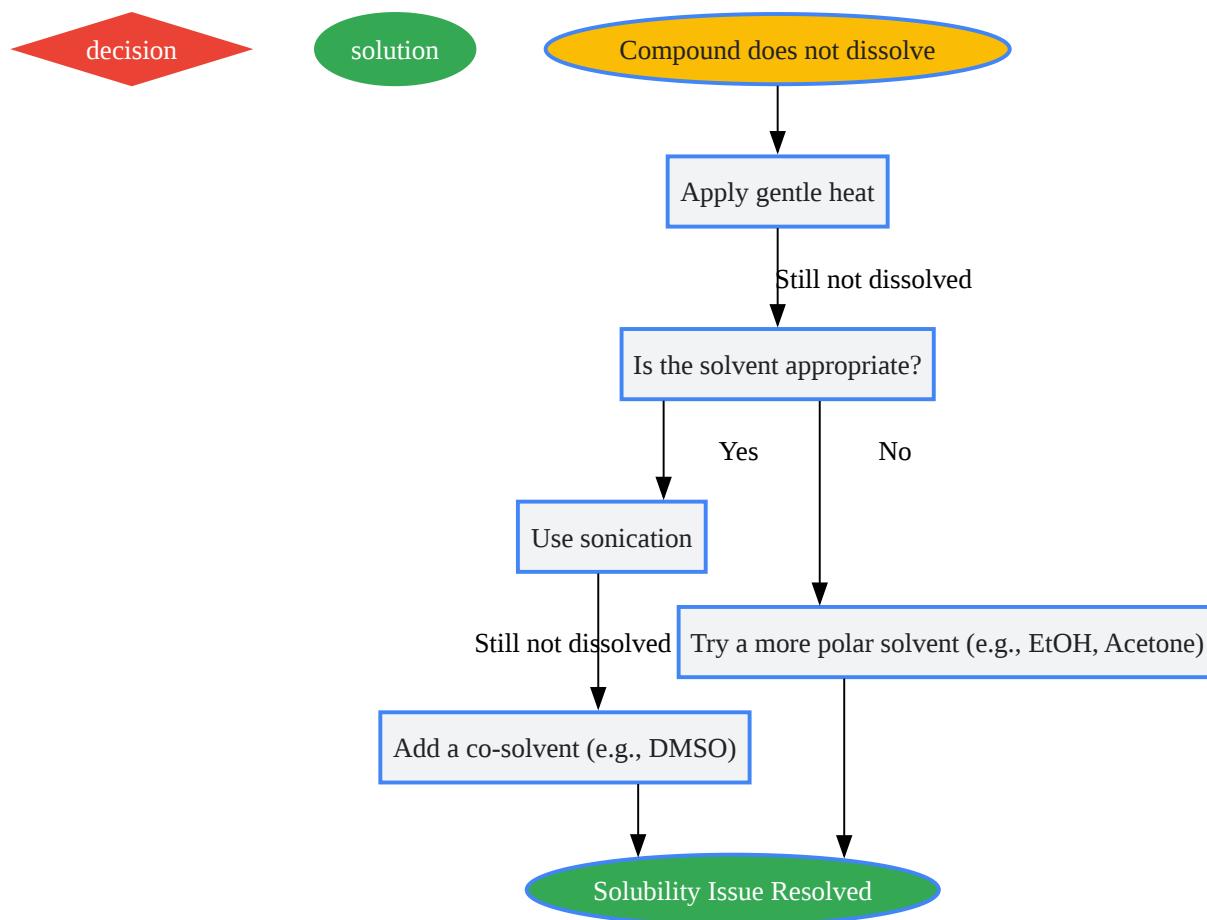 decision
solution
Compound does not dissolve
Apply gentle heat
Still not dissolved
Is the solvent appropriate?
Yes
No
Use sonication
Still not dissolved
Try a more polar solvent (e.g., EtOH, Acetone)
Add a co-solvent (e.g., DMSO)
Solubility Issue Resolved